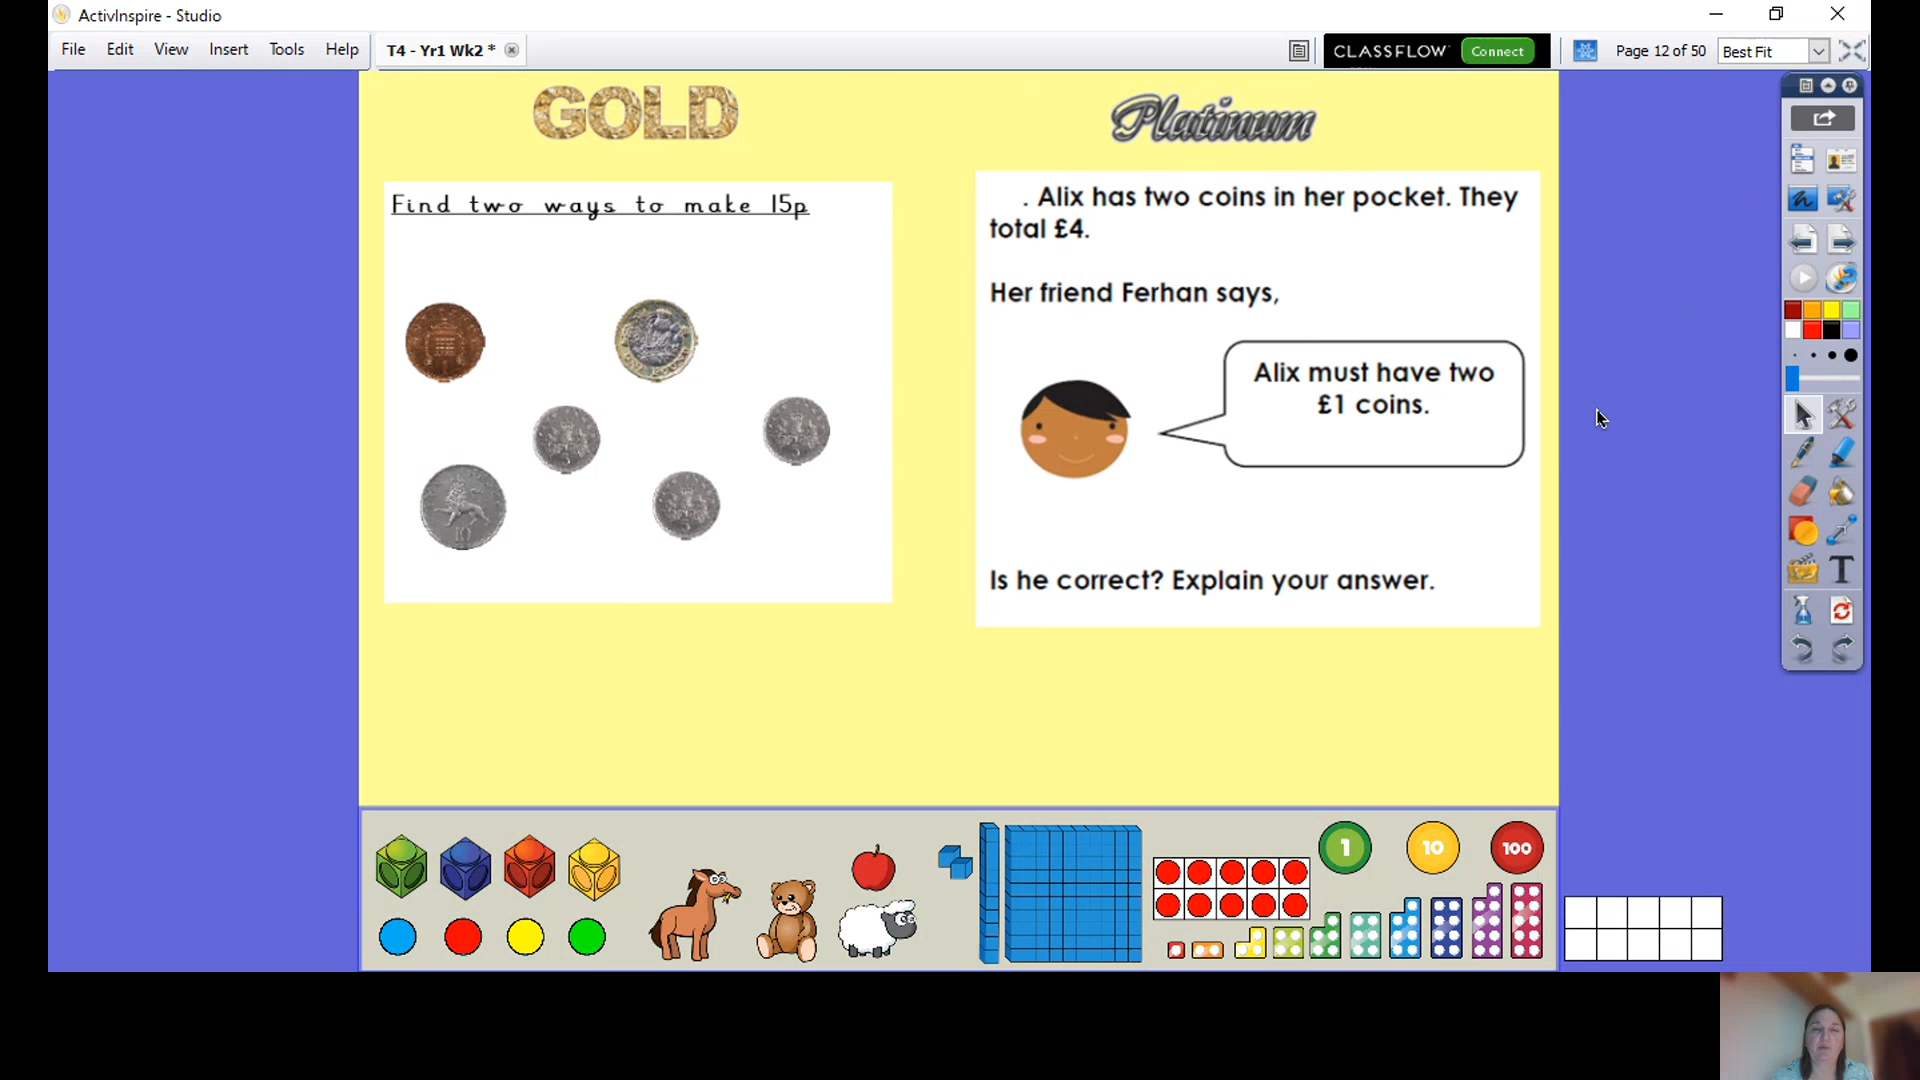 ActivInspire - Studio
File Edit View Insert Tools Help
T4 - Yr1 Wk2 *
CLASSFLOW Connect
Page 12 of 50
Best Fit
GOLD
Platinum
Find two ways to make 15p
10
. Alix has two coins in her pocket. They
total £4.
Her friend Ferhan says,
Alix must have two
£1 coins.
Is he correct? Explain your answer.
1 10 100
T